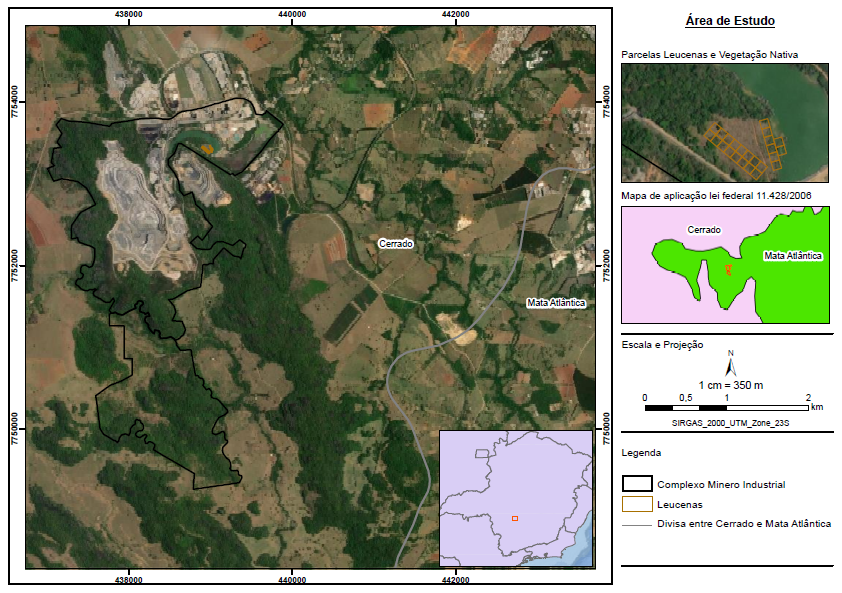 438000
440000
442000
7754000
7754000
7752000
7752000
7750000
7750000
Cerrado
Mata Atlântica
438000
440000
442000
Área de Estudo
Parcelas Leucenas e Vegetação Nativa
Mapa de aplicação lei federal 11.428/2006
Cerrado
Mata Atlântica
Escala e Projeção
N
1 cm = 350 m
0 0,5 1 2
km
SIRGAS_2000_UTM_Zone_23S
Legenda
Complexo Minero Industrial
Leucenas
Divisa entre Cerrado e Mata Atlântica